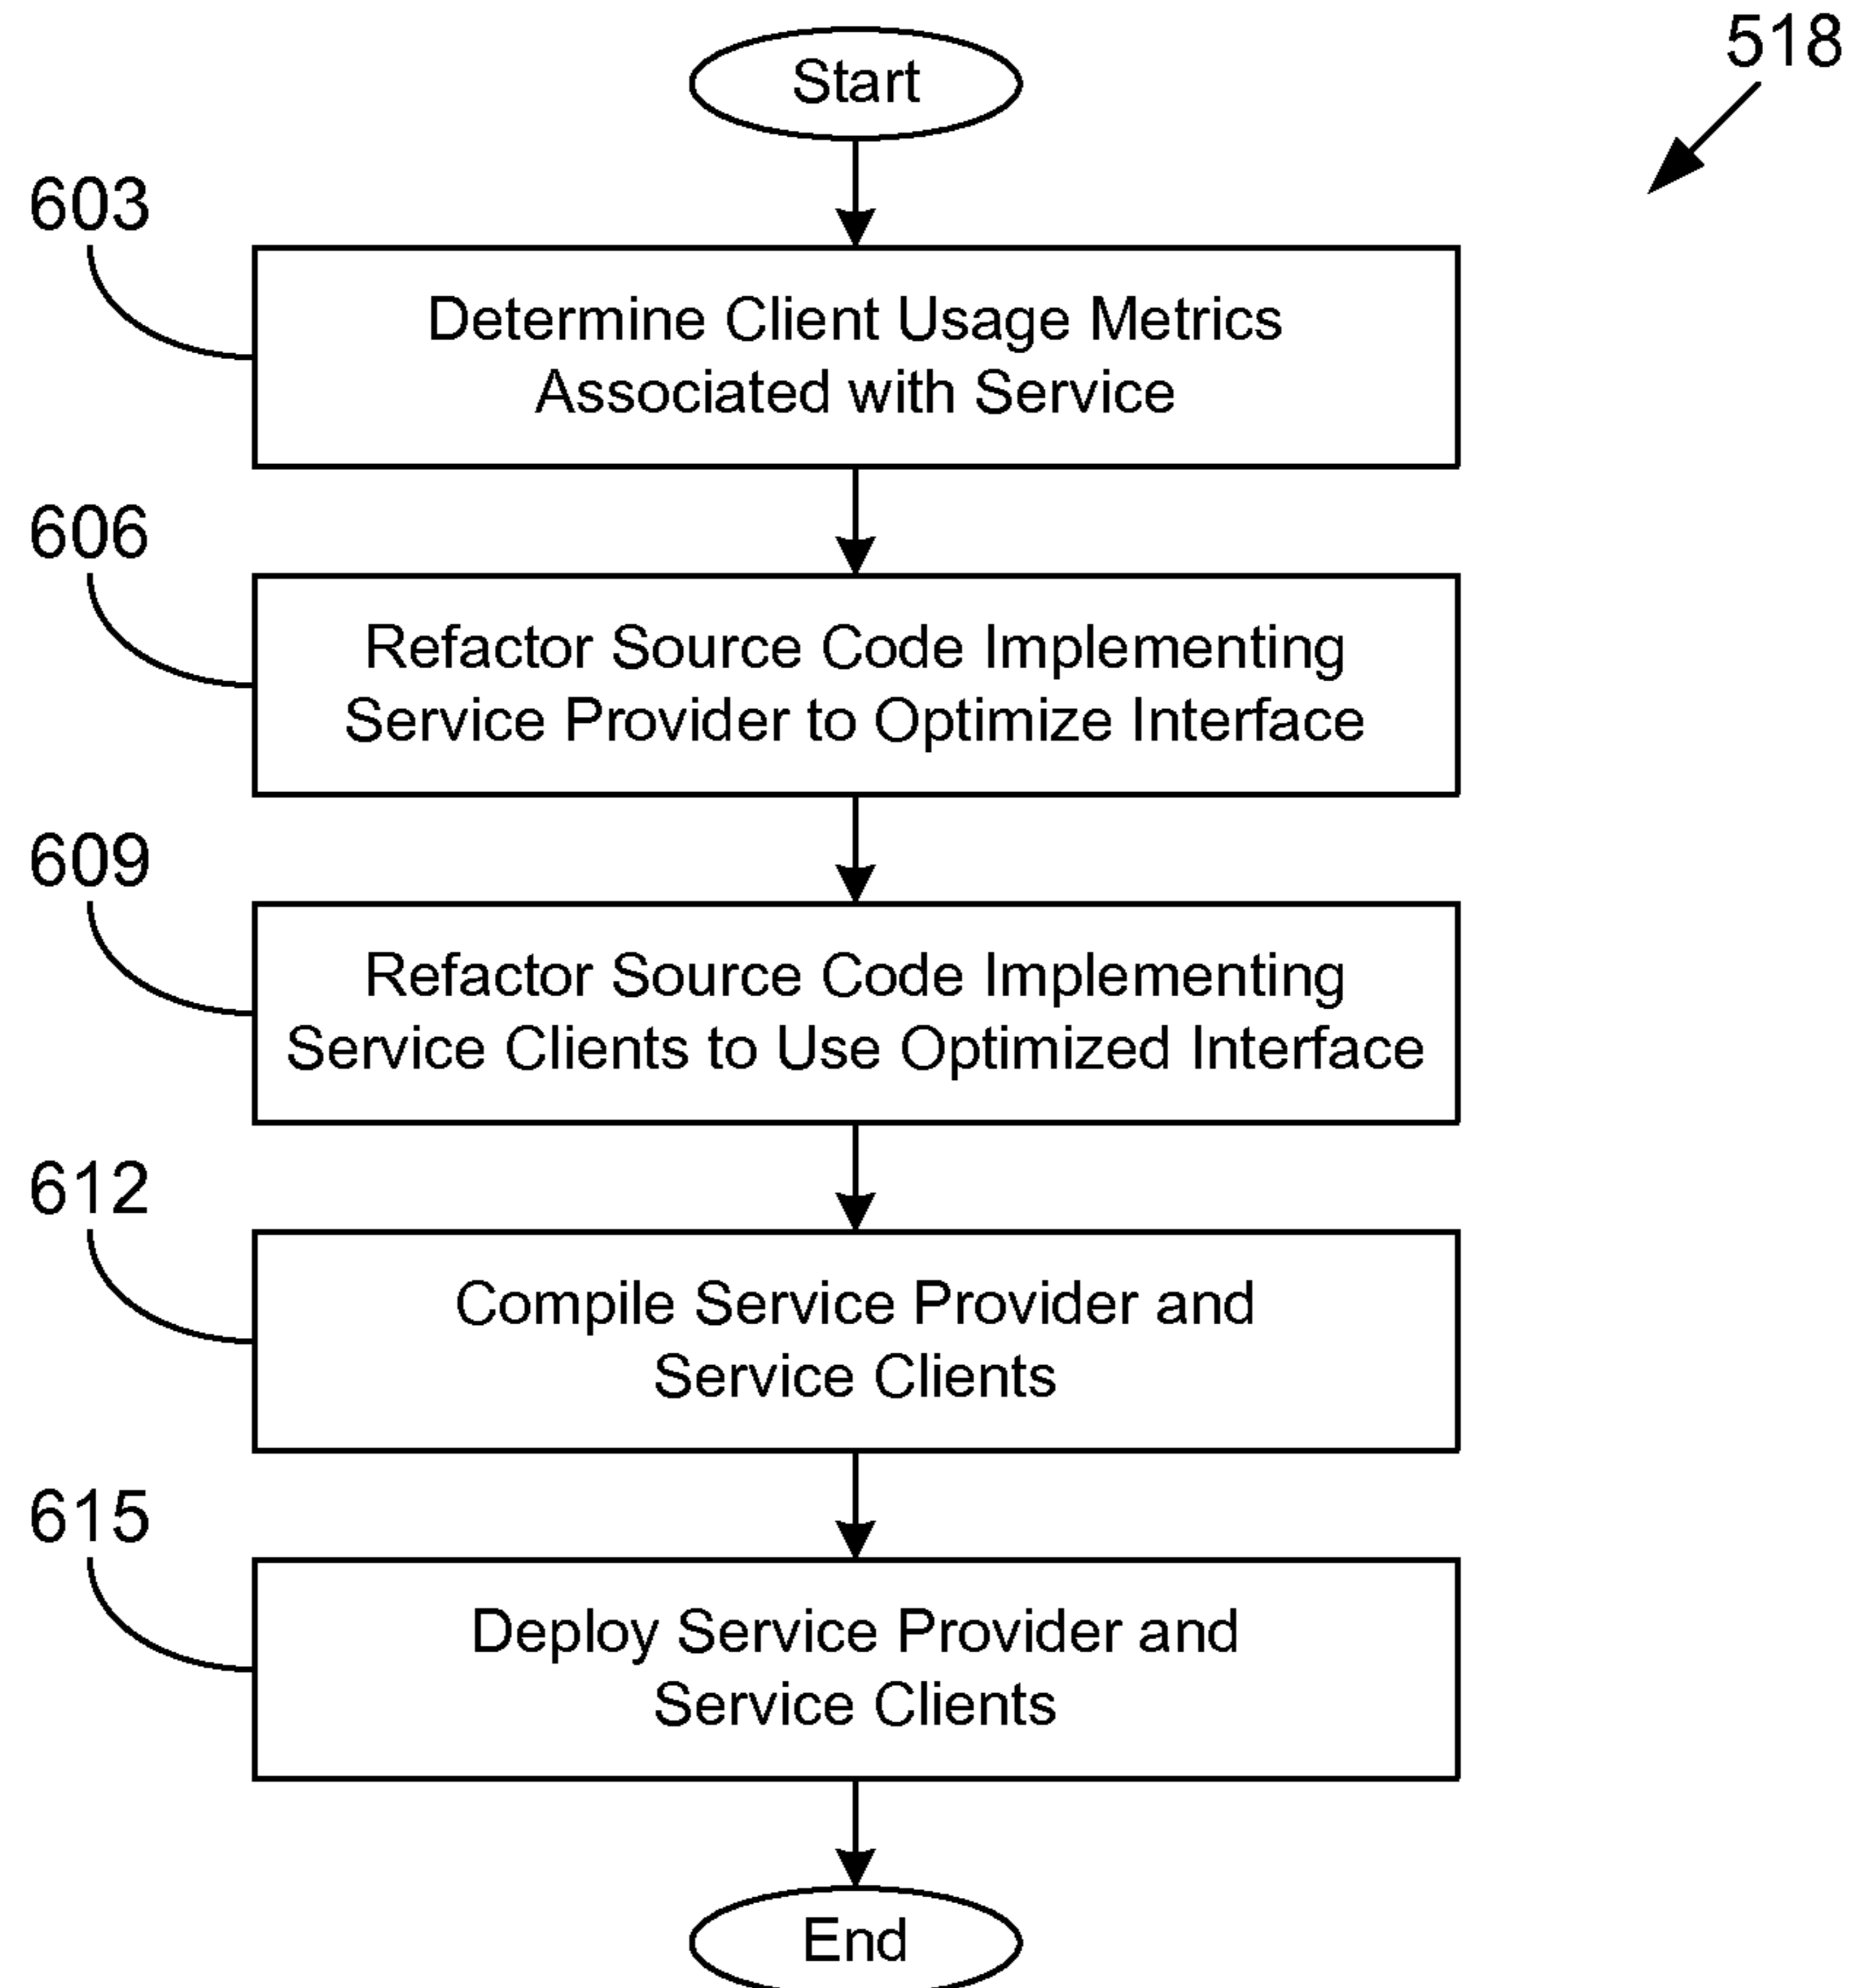 518
Start
603
Determine Client Usage Metrics
Associated with Service
606
Refactor Source Code Implementing
Service Provider to Optimize Interface
609
Refactor Source Code Implementing
Service Clients to Use Optimized Interface
612
Compile Service Provider and
Service Clients
615
Deploy Service Provider and
Service Clients
End